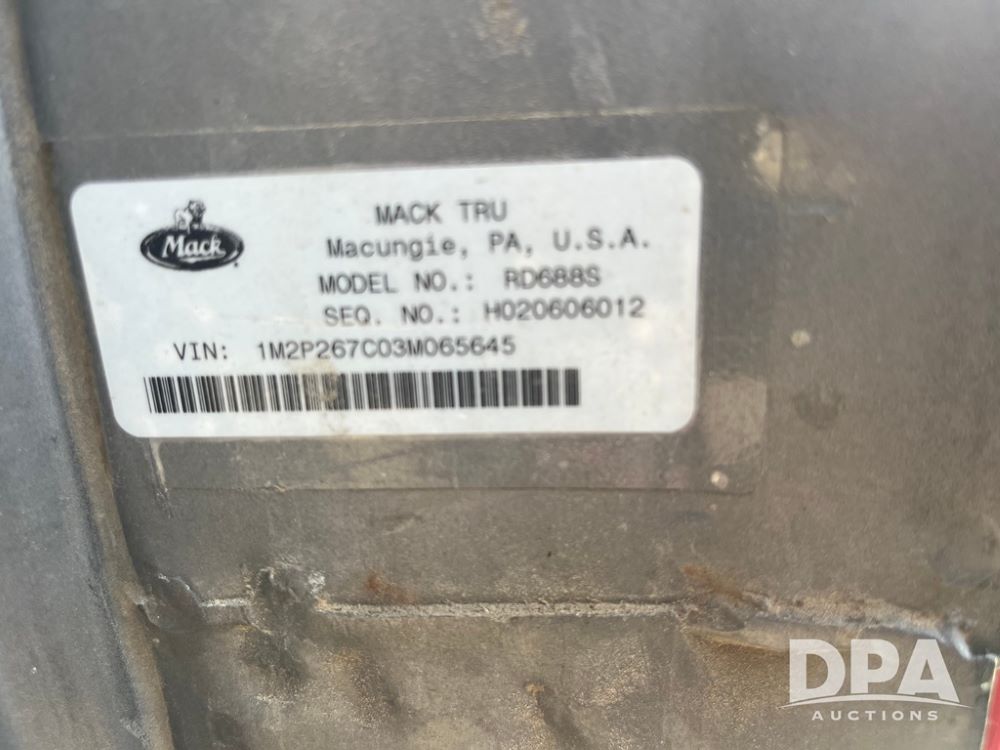 Mack
MACK TRU
Macungie, PA, U.S.A.
MODEL NO.: RD688S
SEQ. NO.: H020606012
VIN: 1M2P267C03M065645
DPA
AUCTIONS